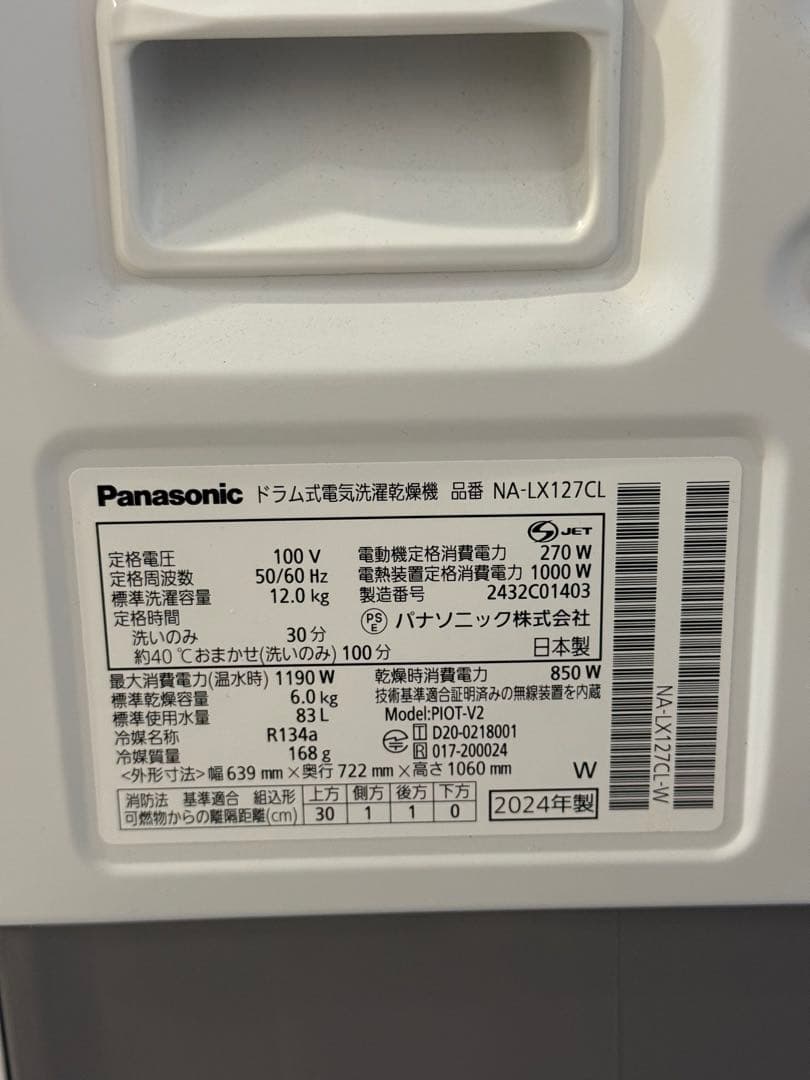 Panasonic ドラム式電気洗濯乾燥機 品番 NA-LX127CL
S JET
定格電圧 100 V 電動機定格消費電力 270 W
定格周波数 50/60 Hz 電熱装置定格消費電力 1000 W
標準洗濯容量 12.0 kg 製造番号 2432C01403
定格時間 PSE パナソニック株式会社
洗いのみ 30 分
約40 ℃おまかせ(洗いのみ) 100 分 日本製
最大消費電力(温水時) 1190 W 乾燥時消費電力 850 W
標準乾燥容量 6.0 kg 技術基準適合証明済みの無線装置を内蔵
標準使用水量 83 L Model:PIOT-V2
冷媒名称 R134a T D20-0218001
冷媒質量 168 g R 017-200024
<外形寸法>幅 639 mm×奥行 722 mm×高さ 1060 mm W
消防法 基準適合 組込形 上方 側方 後方 下方
可燃物からの離隔距離(cm) 30 1 1 0 2024年製
NA-LX127CL-W